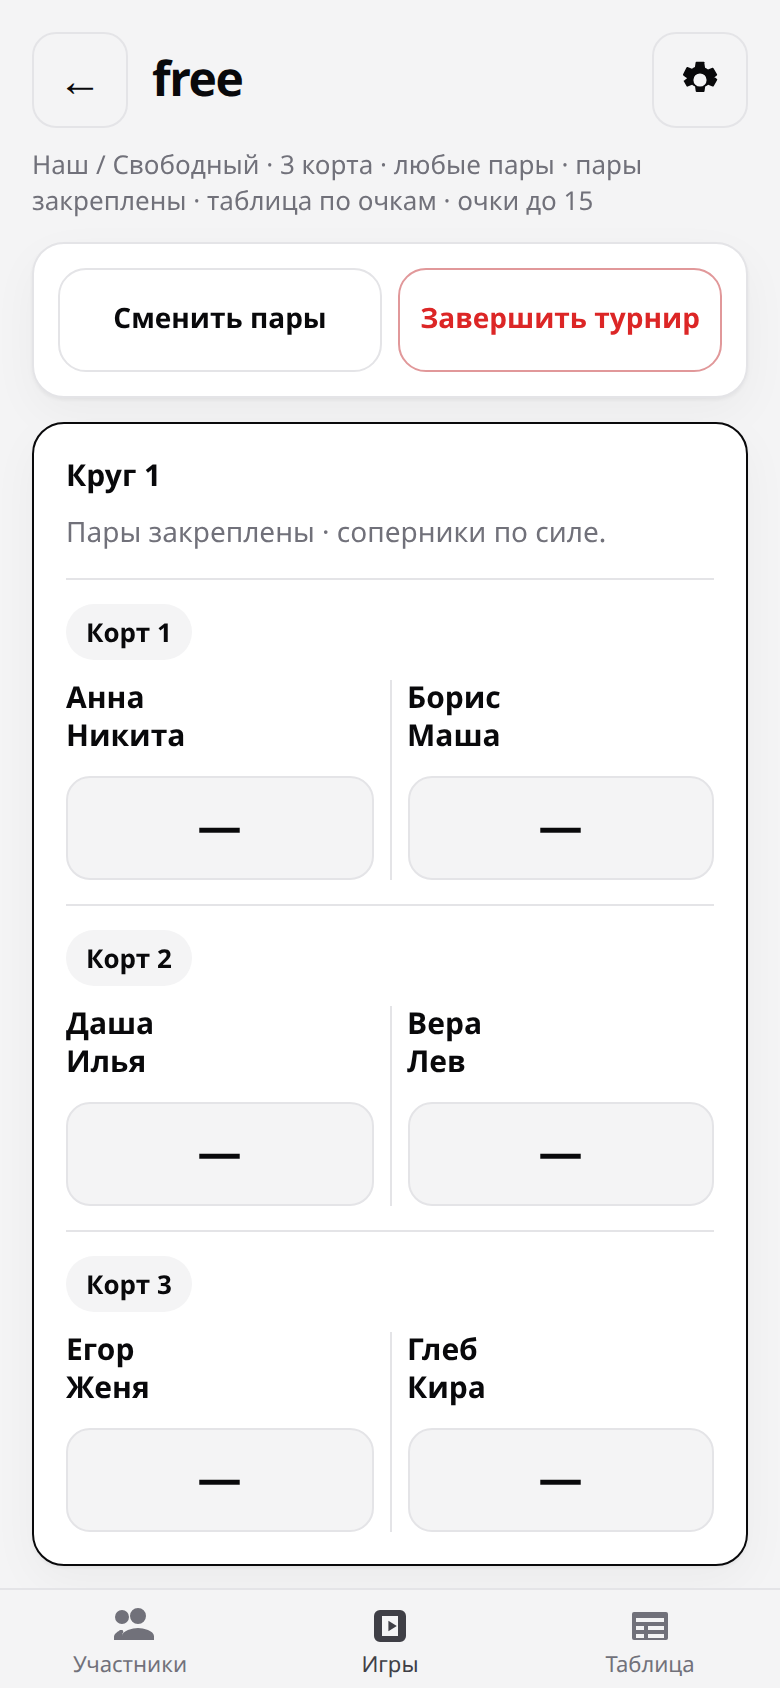 ← free
Наш / Свободный · 3 корта · любые пары · пары
закреплены · таблица по очкам · очки до 15
Сменить пары
Завершить турнир
Круг 1
Пары закреплены · соперники по силе.
Корт 1
Анна
Никита
Борис
Маша
—
—
Корт 2
Даша
Илья
Вера
Лев
—
—
Корт 3
Егор
Женя
Глеб
Кира
—
—
Участники
Игры
Таблица